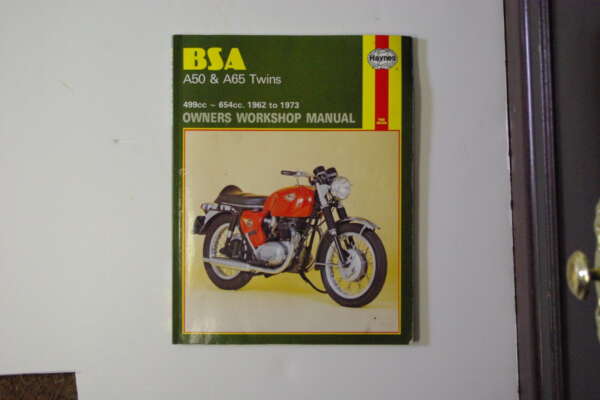 BSA
Haynes
A50 & A65 Twins
499cc ~ 654cc. 1962 to 1973
OWNERS WORKSHOP MANUAL